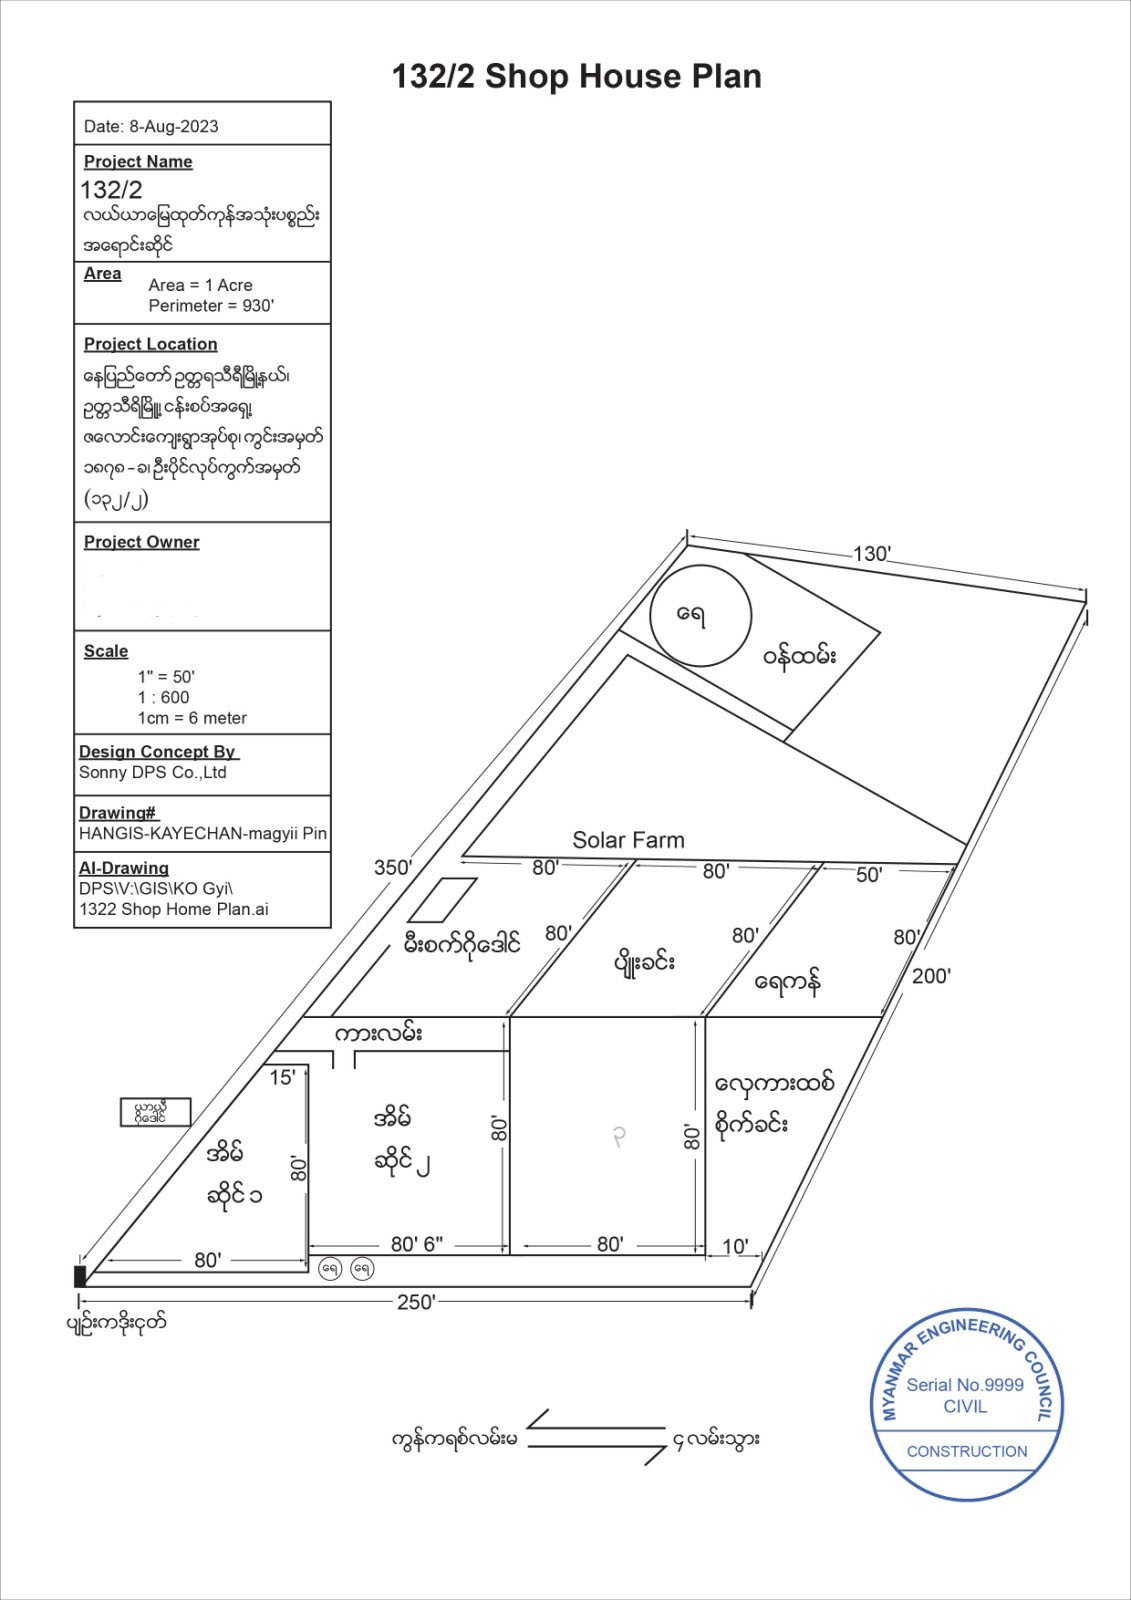 132/2 Shop House Plan
Date: 8-Aug-2023
Project Name
132/2
လယ်ယာမြေထုတ်ကုန်အသုံးပစ္စည်း
အရောင်းဆိုင်
Area
Area = 1 Acre
Perimeter = 930'
Project Location
နေပြည်တော် ဥတ္တရသီရီမြို့နယ်၊
ဥတ္တသီရိမြို့၊ ငန်းစပ်အရှေ့၊
ဇလောင်းကျေးရွာအုပ်စု၊ ကွင်းအမှတ်
၁၈၇၈ - ခ၊ ဦးပိုင်လုပ်ကွက်အမှတ်
(၁၃၂/၂)
Project Owner
Scale
1" = 50'
1 : 600
1cm = 6 meter
Design Concept By
Sonny DPS Co.,Ltd
Drawing#
HANGIS-KAYECHAN-magyii Pin
AI-Drawing
DPS\V:\GIS\KO Gyi\
1322 Shop Home Plan.ai
130'
ရေ
ဝန်ထမ်း
Solar Farm
350'
80'
80'
50'
မီးစက်ဂိုဒေါင်
80'
ပျိုးခင်း
80'
ရေကန်
80'
200'
ကားလမ်း
15'
ယာယီ
ဂိုဒေါင်
အိမ်
ဆိုင် ၁
80'
80'
အိမ်
ဆိုင် ၂
80'
80' 6"
၃
80'
80'
လှေကားထစ်
စိုက်ခင်း
10'
ရေ
ရေ
250'
ပျဉ်းကဒိုးငုတ်
ကွန်ကရစ်လမ်းမ
၄ လမ်းသွား
MYANMAR ENGINEERING COUNCIL
Serial No.9999
CIVIL
CONSTRUCTION